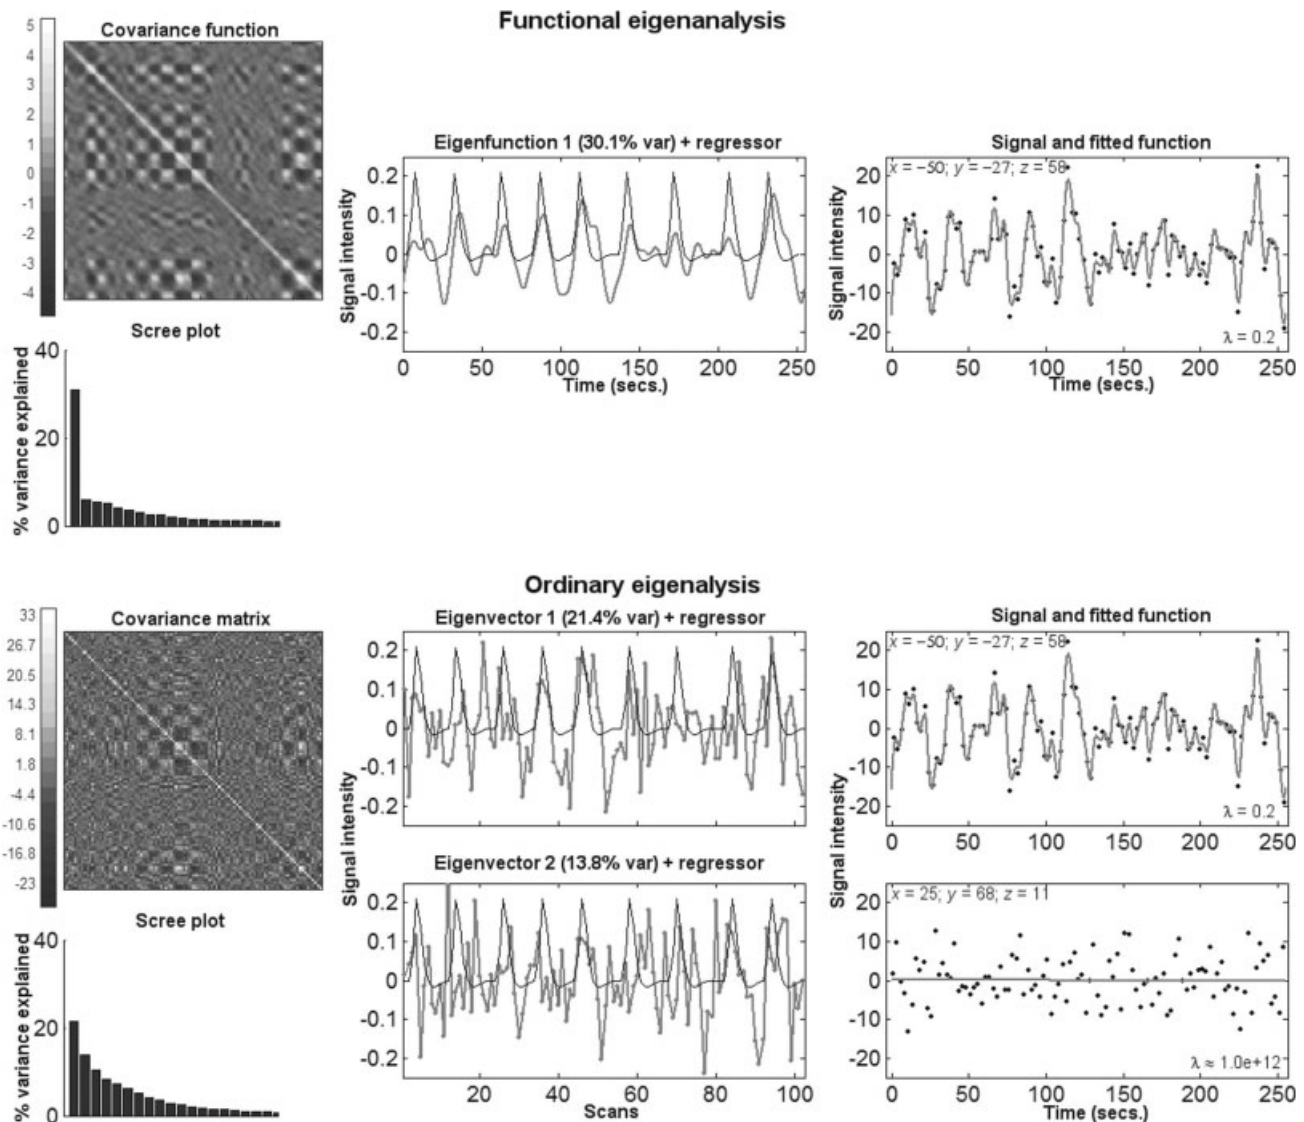 Functional eigenanalysis
Covariance function
5
4
3
2
1
0
-1
-2
-3
-4
Scree plot
% variance explained
40
20
0
Eigenfunction 1 (30.1% var) + regressor
Signal intensity
0.2
0.1
0
-0.1
-0.2
0 50 100 150 200 250
Time (secs.)
Signal and fitted function
x = −50; y = −27; z = 58
Signal intensity
20
10
0
-10
-20
λ = 0.2
0 50 100 150 200 250
Time (secs.)
Ordinary eigenalysis
Covariance matrix
33
26.7
20.5
14.3
8.1
1.8
-4.4
-10.6
-16.8
-23
Scree plot
% variance explained
40
20
0
Eigenvector 1 (21.4% var) + regressor
0.2
0.1
0
-0.1
-0.2
Signal intensity
Eigenvector 2 (13.8% var) + regressor
0.2
0.1
0
-0.1
-0.2
20 40 60 80 100
Scans
Signal and fitted function
x = −50; y = −27; z = 58
20
10
0
-10
-20
λ = 0.2
Signal intensity
x = 25; y = 68; z = 11
20
10
0
-10
-20
λ ≈ 1.0e+12
0 50 100 150 200 250
Time (secs.)